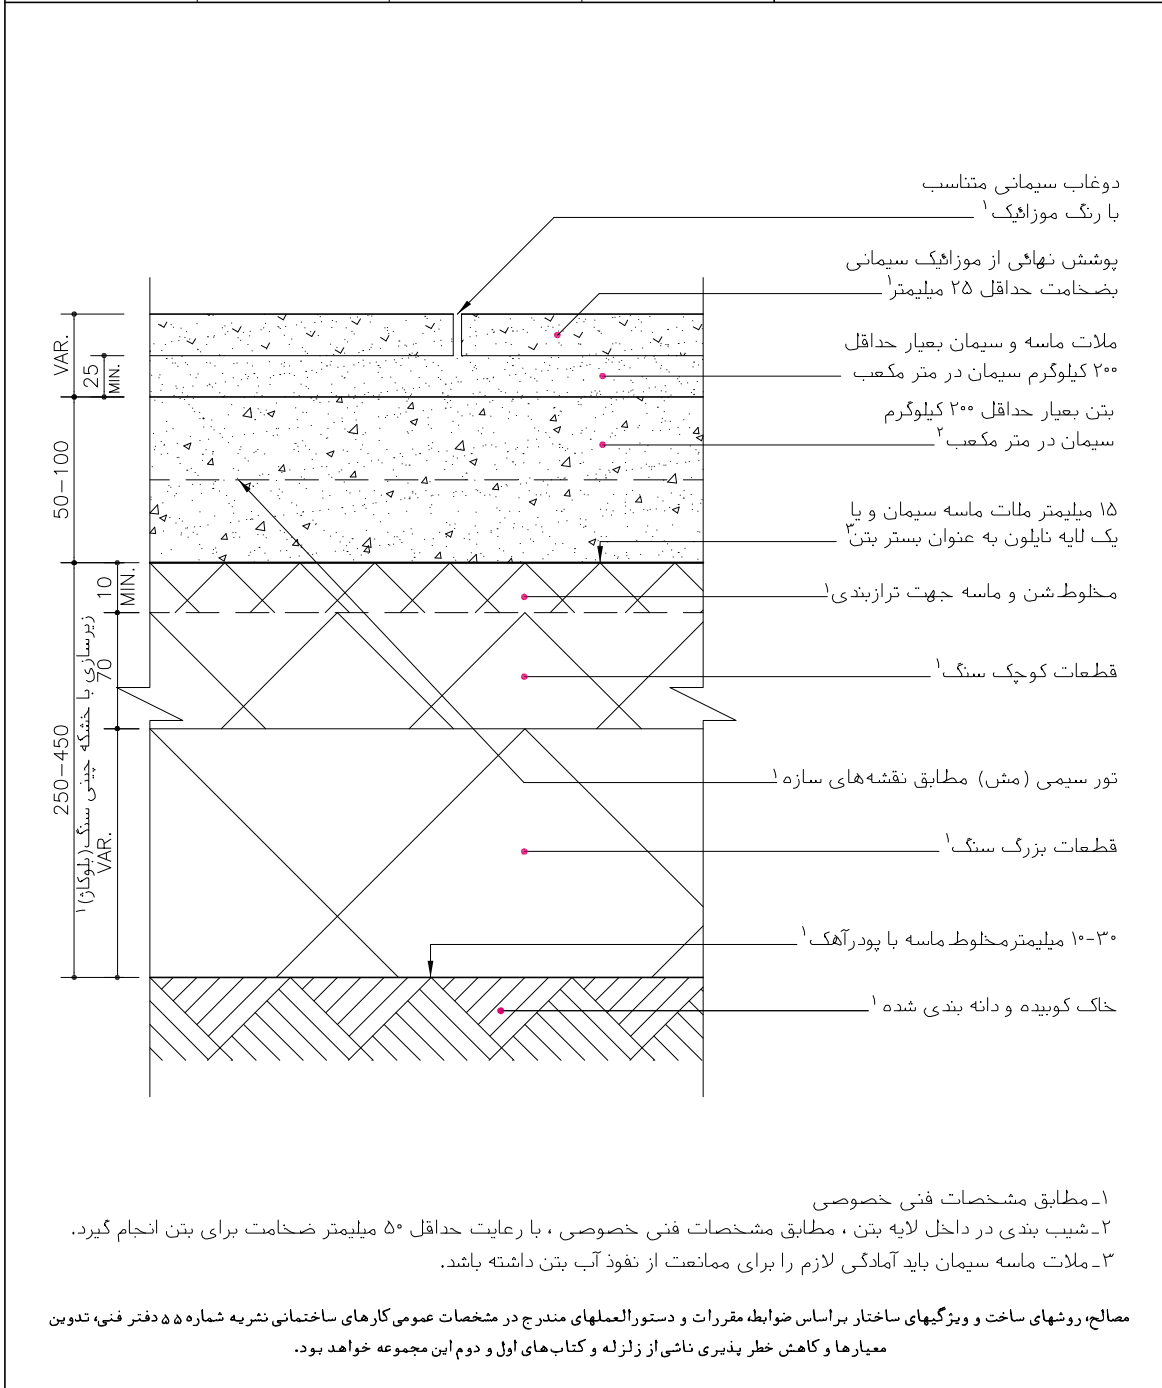 دوغاب سیمانی متناسب
با رنگ موزائیک ۱
پوشش نهائی از موزائیک سیمانی
بضخامت حداقل ۲۵ میلیمتر۱
ملات ماسه و سیمان بعیار حداقل
۲۰۰ کیلوگرم سیمان در متر مکعب
بتن بعیار حداقل ۲۰۰ کیلوگرم
سیمان در متر مکعب۲
۱۵ میلیمتر ملات ماسه سیمان و یا
یک لایه نایلون به عنوان بستر بتن۳
مخلوط شن و ماسه جهت ترازبندی۱
قطعات کوچک سنگ۱
تور سیمی (مش) مطابق نقشه‌های سازه۱
قطعات بزرگ سنگ۱
۱۰-۳۰ میلیمتر مخلوط ماسه با پودرآهک۱
خاک کوبیده و دانه بندی شده۱
VAR.
25
MIN.
50-100
10
MIN.
70
250-450
زیرسازی با خشکه چینی سنگ(بلوکاژ)۱
VAR.
۱_مطابق مشخصات فنی خصوصی
۲_شیب بندی در داخل لایه بتن ، مطابق مشخصات فنی خصوصی ، با رعایت حداقل ۵۰ میلیمتر ضخامت برای بتن انجام گیرد.
۳_ملات ماسه سیمان باید آمادگی لازم را برای ممانعت از نفوذ آب بتن داشته باشد.
مصالح، روشهای ساخت و ویژگیهای ساختار براساس ضوابط، مقررات و دستورالعملهای مندرج در مشخصات عمومی کارهای ساختمانی نشریه شماره ۵۵ دفتر فنی، تدوین
معیارها و کاهش خطر پذیری ناشی از زلزله و کتاب‌های اول و دوم این مجموعه خواهد بود.